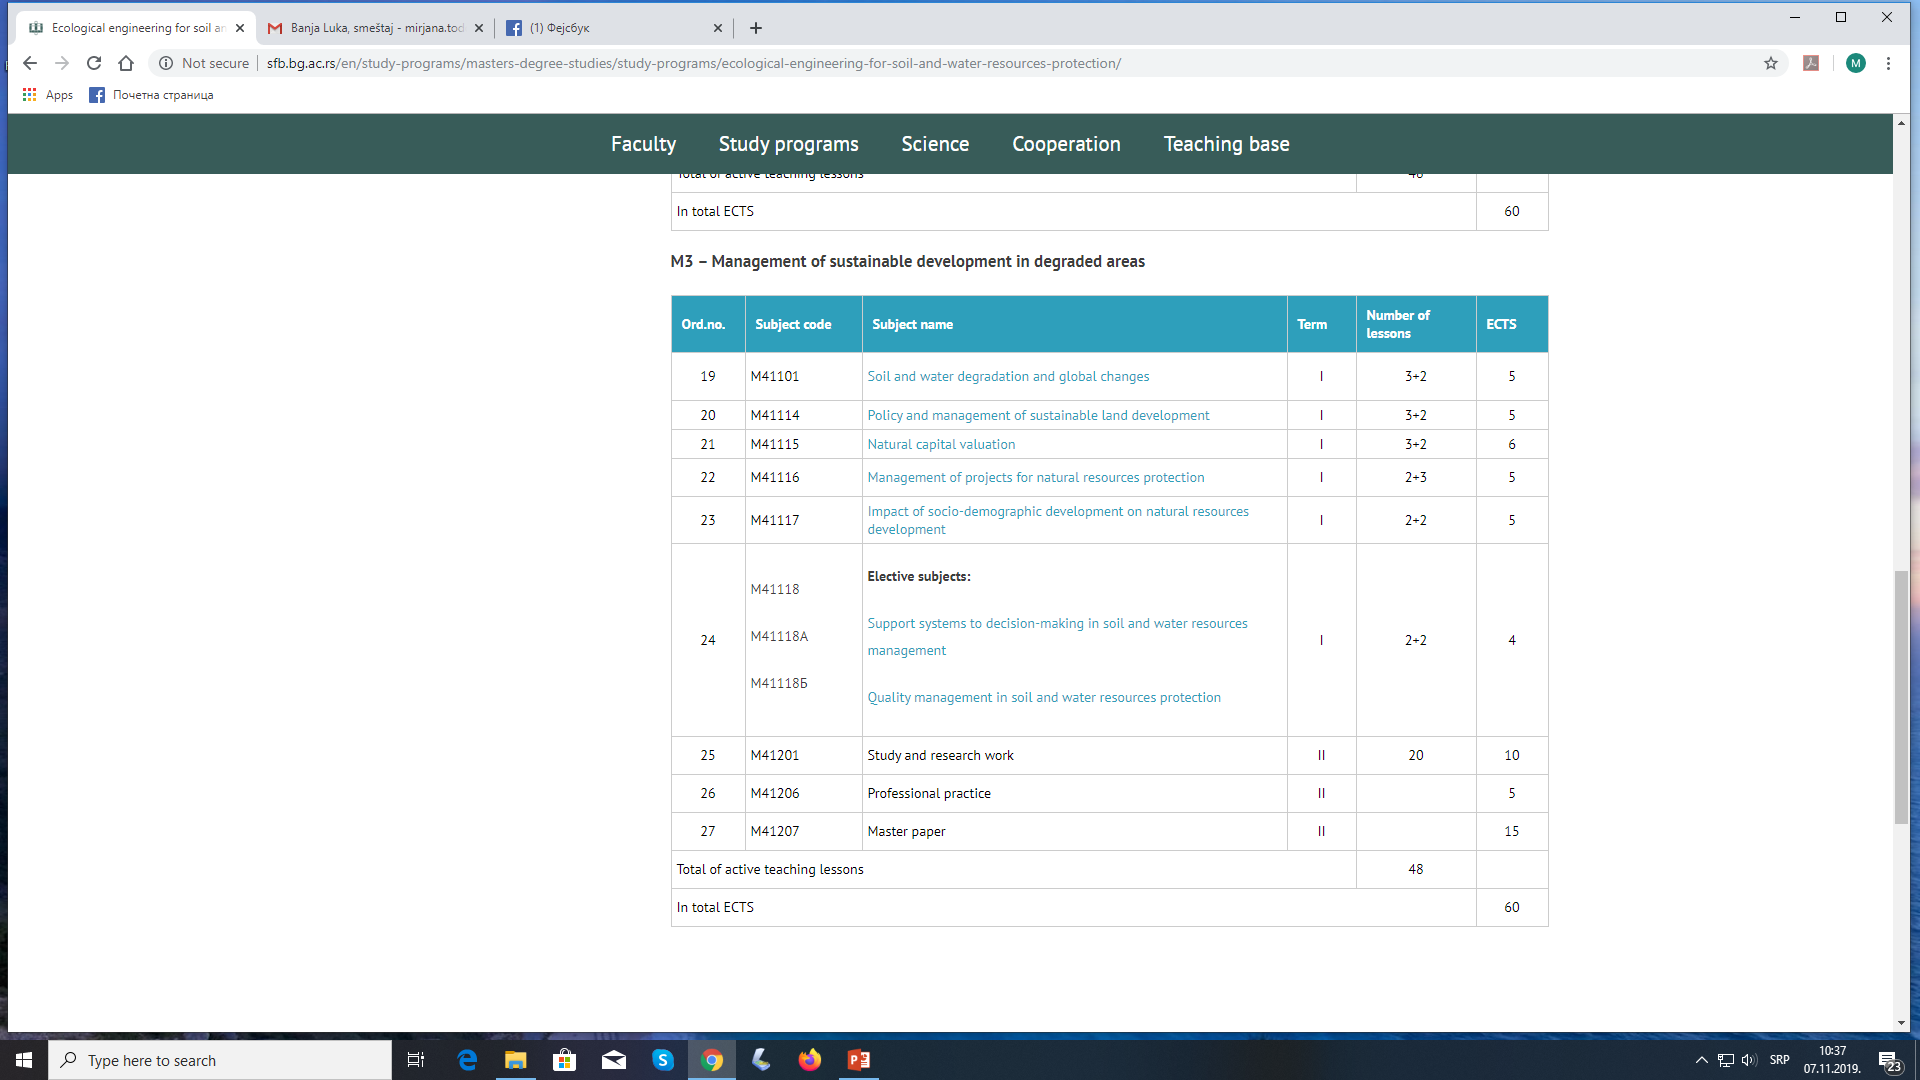 Ecological engineering for soil an
Banja Luka, smeštaj - mirjana.tod
(1) Фејсбук
Not secure
sfb.bg.ac.rs/en/study-programs/masters-degree-studies/study-programs/ecological-engineering-for-soil-and-water-resources-protection/
M
Apps
Почетна страница
Faculty Study programs Science Cooperation Teaching base
Total of active teaching lessons 48
In total ECTS 60
M3 – Management of sustainable development in degraded areas
Ord.no. Subject code Subject name Term Number of
lessons ECTS
19 M41101 Soil and water degradation and global changes I 3+2 5
20 M41114 Policy and management of sustainable land development I 3+2 5
21 M41115 Natural capital valuation I 3+2 6
22 M41116 Management of projects for natural resources protection I 2+3 5
23 M41117 Impact of socio-demographic development on natural resources
development I 2+2 5
Elective subjects:
M41118
Support systems to decision-making in soil and water resources
M41118A
24 I 2+2 4
management
M41118Б
Quality management in soil and water resources protection
25 M41201 Study and research work II 20 10
26 M41206 Professional practice II 5
27 M41207 Master paper II 15
Total of active teaching lessons 48
In total ECTS 60
Type here to search
SRP
10:37
07.11.2019.
23